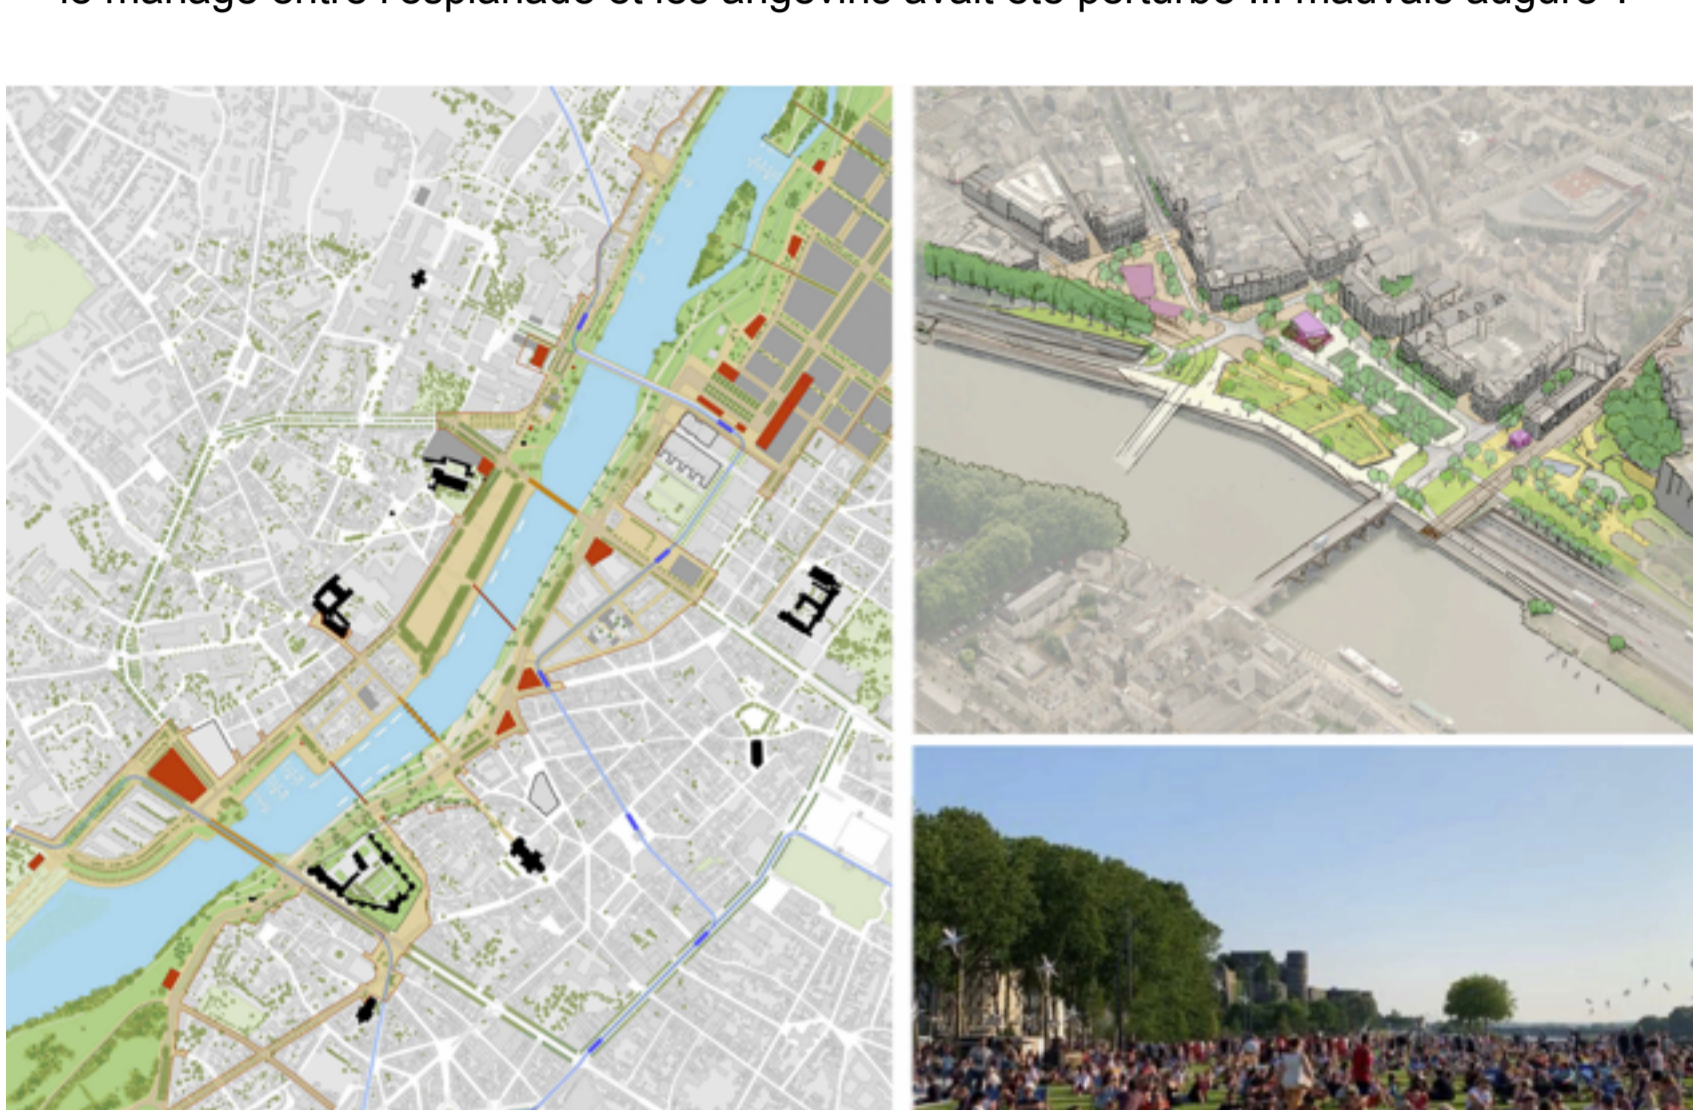 le mariage entre l'esplanade et les angevins avait été perturbé ... mauvais augure ?